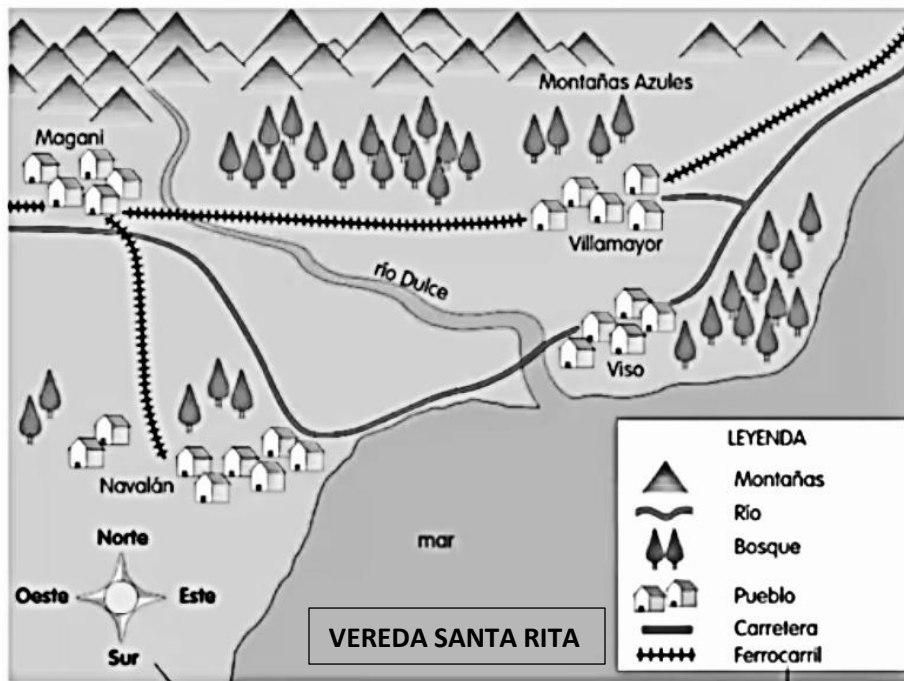 Montañas Azules
Magani
Villamayor
río Dulce
Viso
Navalán
mar
Norte
Oeste
Este
Sur
VEREDA SANTA RITA
LEYENDA
Montañas
Río
Bosque
Pueblo
Carretera
Ferrocarril